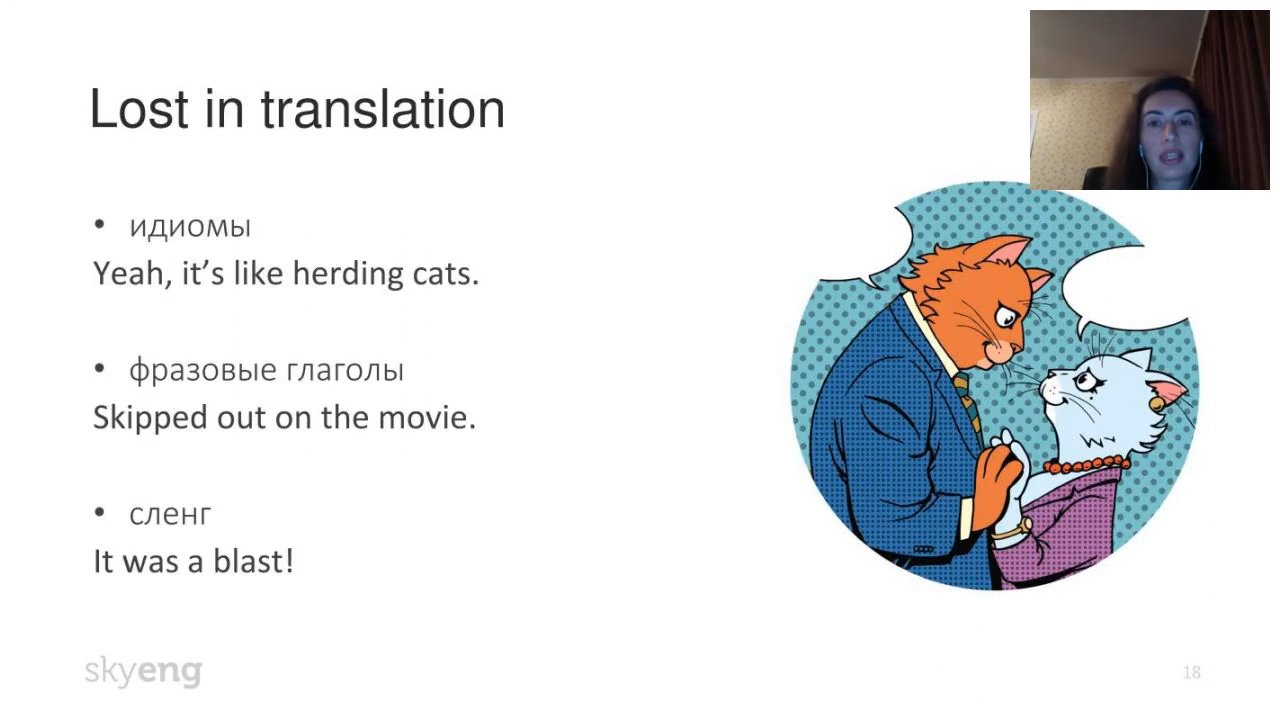 Lost in translation
• идиомы
Yeah, it’s like herding cats.
• фразовые глаголы
Skipped out on the movie.
• сленг
It was a blast!
skyeng
18